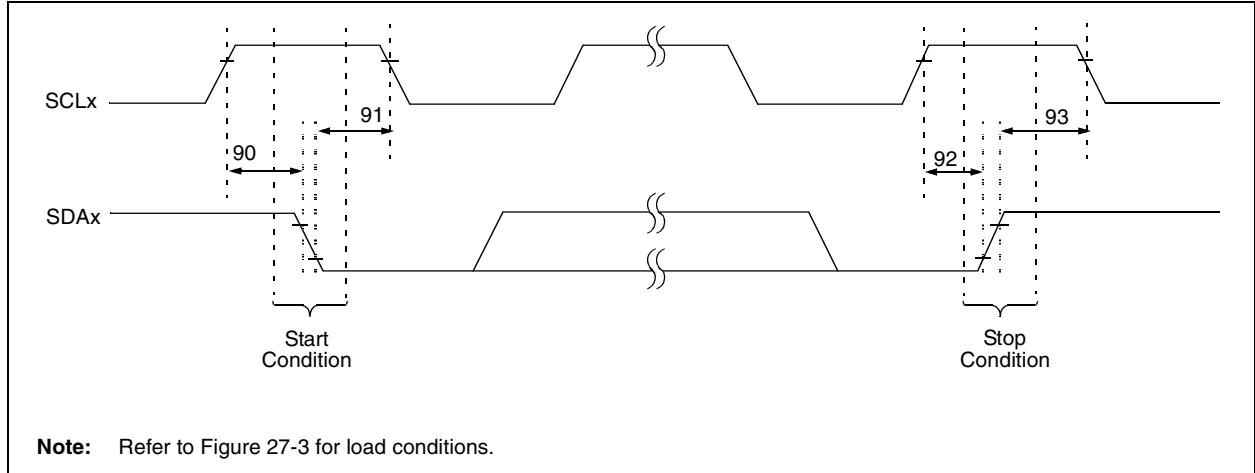 SCLx
91
93
90
92
SDAx
Start
Condition
Stop
Condition
Note: Refer to Figure 27-3 for load conditions.